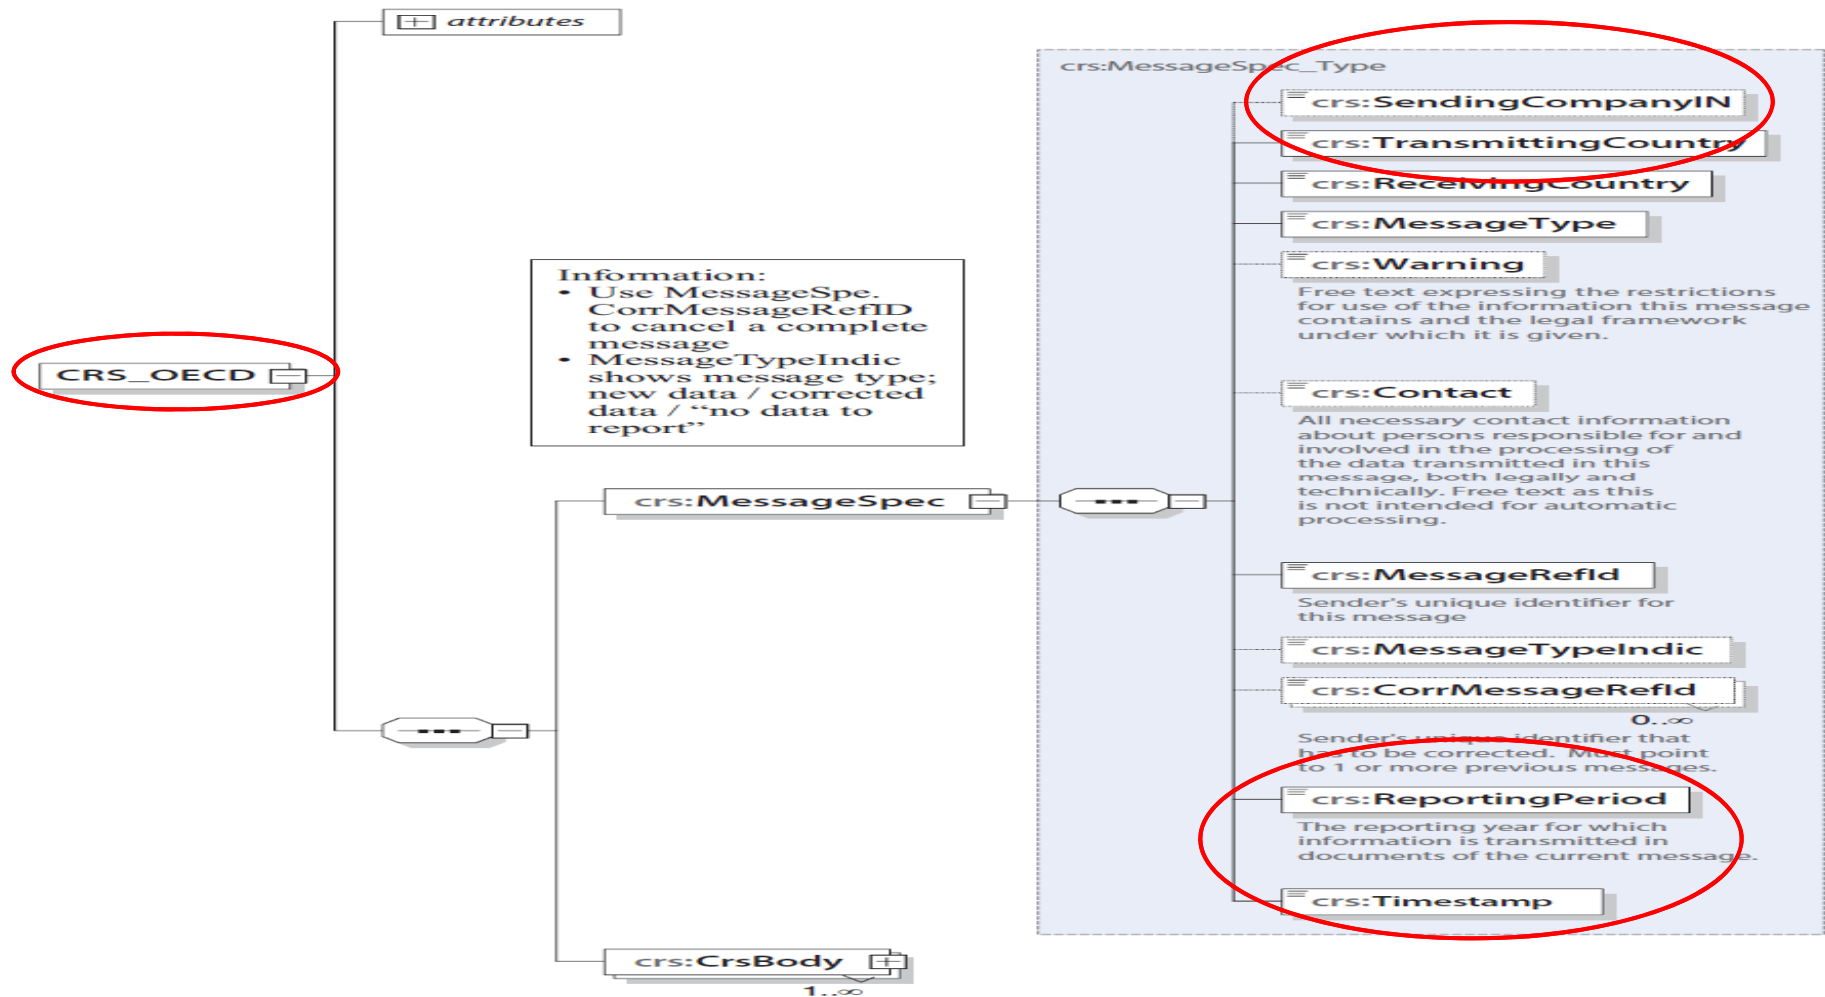 attributes
crs:MessageSpec_Type
crs:SendingCompanyIN
crs:TransmittingCountry
crs:ReceivingCountry
crs:MessageType
crs:Warning
Free text expressing the restrictions
for use of the information this message
contains and the legal framework
under which it is given.
Information:
• Use MessageSpe.
CorrMessageRefID
to cancel a complete
message
• MessageTypeIndic
shows message type;
new data / corrected
data / “no data to
report”
CRS_OECD
crs:Contact
All necessary contact information
about persons responsible for and
involved in the processing of
the data transmitted in this
message, both legally and
technically. Free text as this
is not intended for automatic
processing.
crs:MessageSpec
crs:MessageRefId
Sender's unique identifier for
this message
crs:MessageTypeIndic
crs:CorrMessageRefId
0..∞
Sender's unique identifier that
has to be corrected. Must point
to 1 or more previous messages.
crs:ReportingPeriod
The reporting year for which
information is transmitted in
documents of the current message.
crs:Timestamp
crs:CrsBody
1..∞